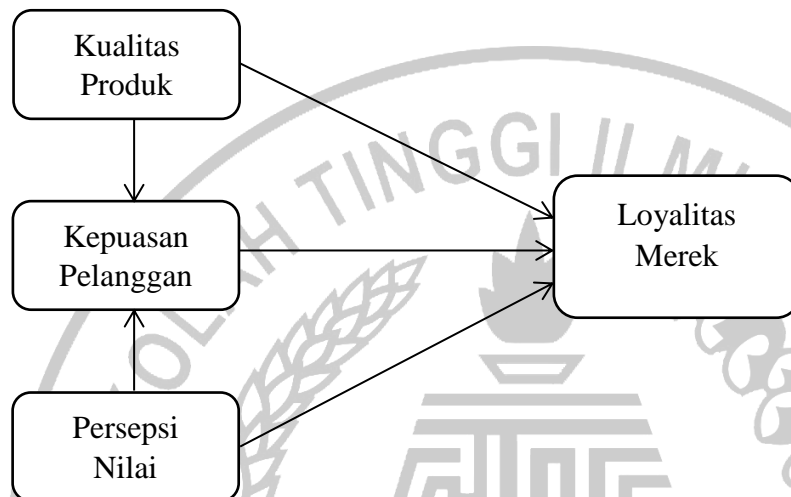 Kualitas
Produk
TINGGI
Kepuasan
Pelanggan
Loyalitas
Merek
Persepsi
Nilai